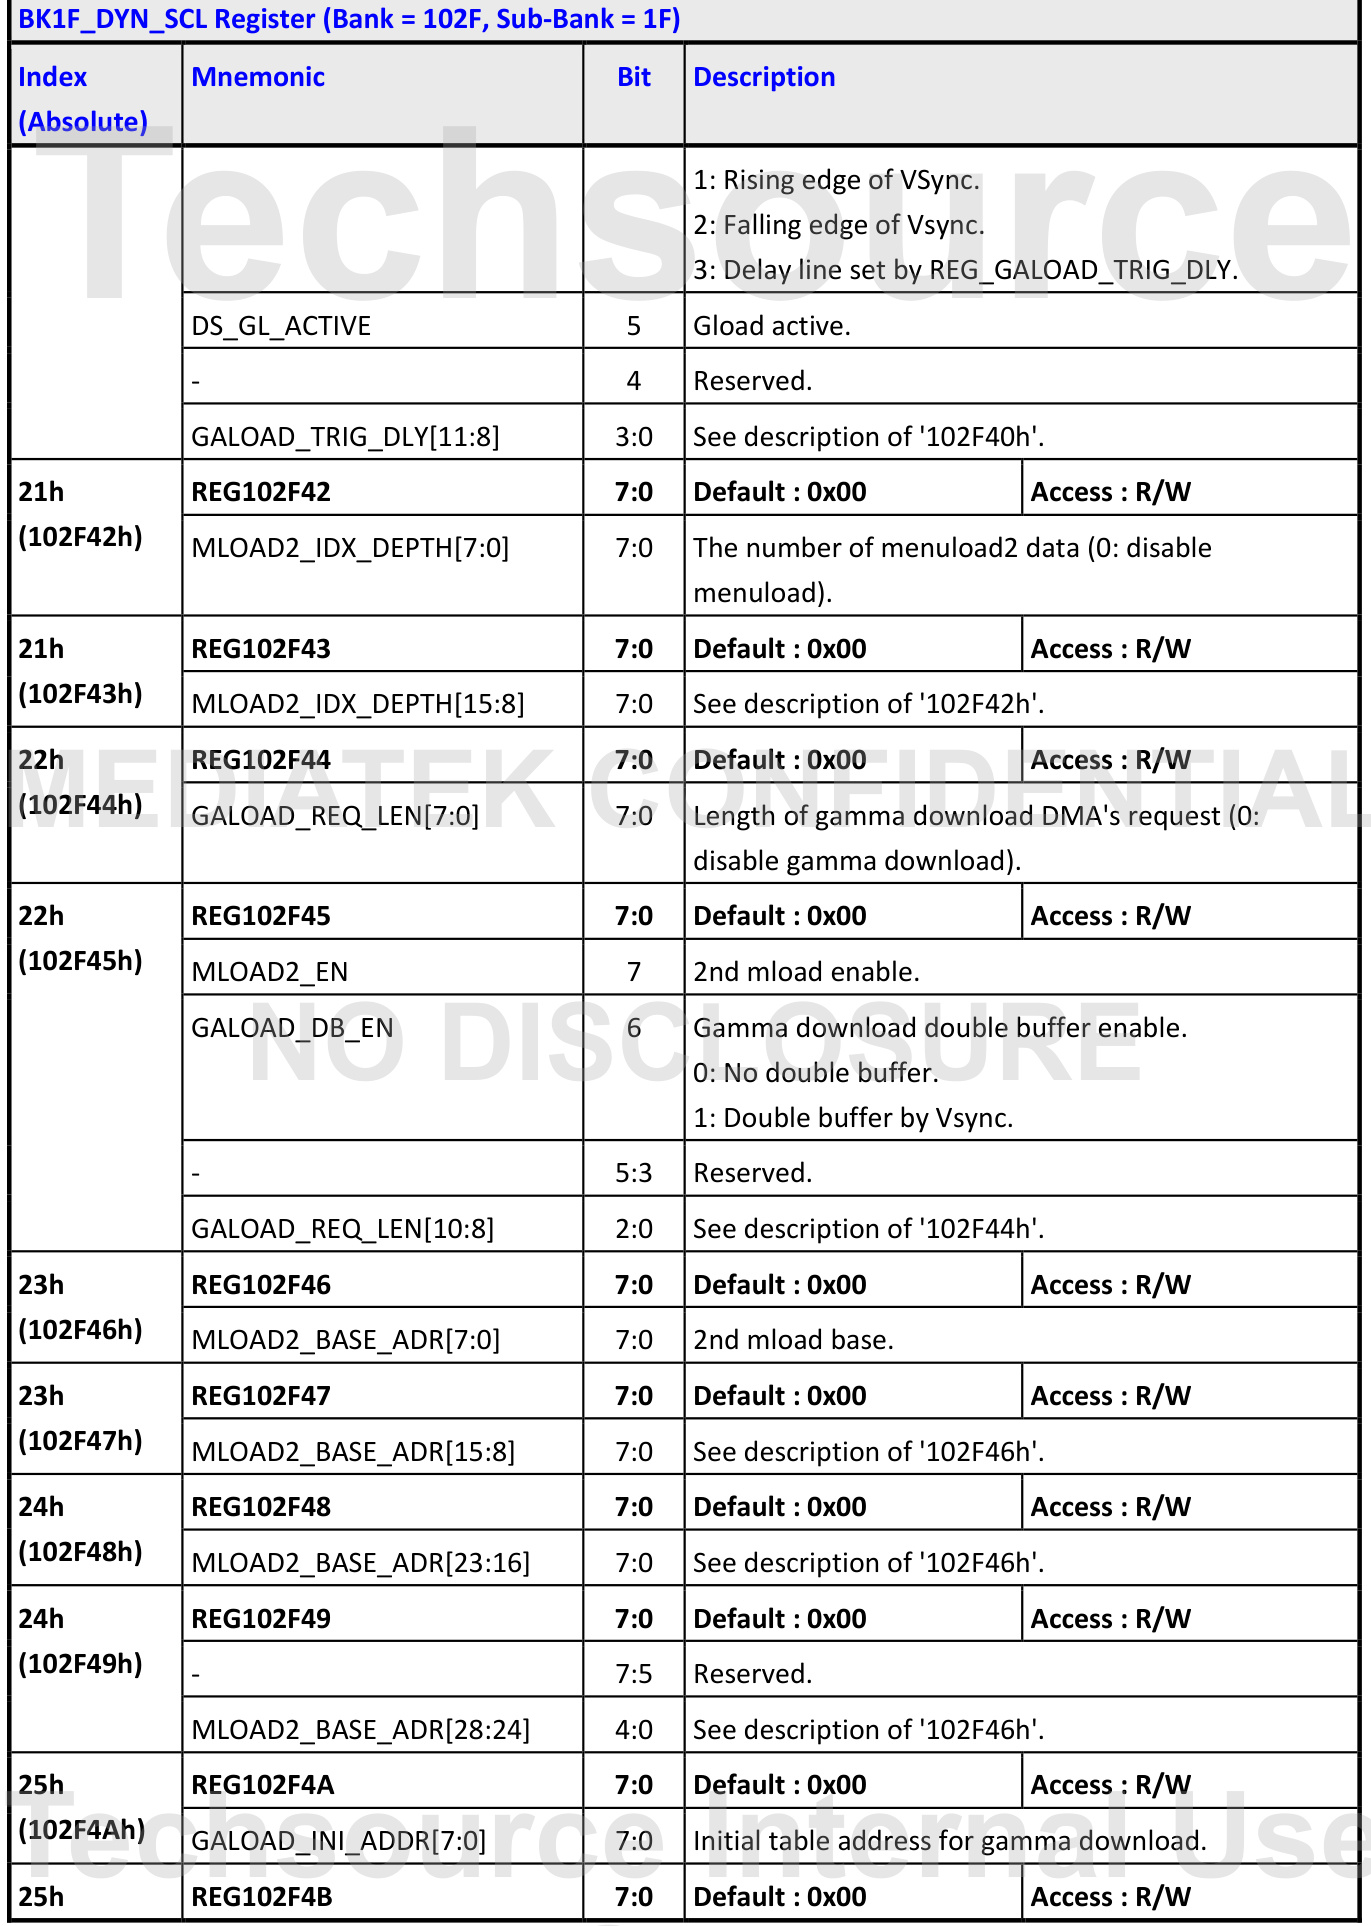 BK1F_DYN_SCL Register (Bank = 102F, Sub-Bank = 1F)
Index Mnemonic Bit Description
(Absolute)
1: Rising edge of VSync.
2: Falling edge of Vsync.
3: Delay line set by REG_GALOAD_TRIG_DLY.
DS_GL_ACTIVE 5 Gload active.
- 4 Reserved.
GALOAD_TRIG_DLY[11:8] 3:0 See description of '102F40h'.
21h REG102F42 7:0 Default : 0x00 Access : R/W
(102F42h)
MLOAD2_IDX_DEPTH[7:0] 7:0 The number of menuload2 data (0: disable
menuload).
21h REG102F43 7:0 Default : 0x00 Access : R/W
(102F43h)
MLOAD2_IDX_DEPTH[15:8] 7:0 See description of '102F42h'.
22h REG102F44 7:0 Default : 0x00 Access : R/W
(102F44h)
GALOAD_REQ_LEN[7:0] 7:0 Length of gamma download DMA's request (0:
disable gamma download).
22h REG102F45 7:0 Default : 0x00 Access : R/W
(102F45h)
MLOAD2_EN 7 2nd mload enable.
GALOAD_DB_EN 6 Gamma download double buffer enable.
0: No double buffer.
1: Double buffer by Vsync.
- 5:3 Reserved.
GALOAD_REQ_LEN[10:8] 2:0 See description of '102F44h'.
23h REG102F46 7:0 Default : 0x00 Access : R/W
(102F46h)
MLOAD2_BASE_ADR[7:0] 7:0 2nd mload base.
23h REG102F47 7:0 Default : 0x00 Access : R/W
(102F47h)
MLOAD2_BASE_ADR[15:8] 7:0 See description of '102F46h'.
24h REG102F48 7:0 Default : 0x00 Access : R/W
(102F48h)
MLOAD2_BASE_ADR[23:16] 7:0 See description of '102F46h'.
24h REG102F49 7:0 Default : 0x00 Access : R/W
(102F49h)
- 7:5 Reserved.
MLOAD2_BASE_ADR[28:24] 4:0 See description of '102F46h'.
25h REG102F4A 7:0 Default : 0x00 Access : R/W
(102F4Ah)
GALOAD_INI_ADDR[7:0] 7:0 Initial table address for gamma download.
25h REG102F4B 7:0 Default : 0x00 Access : R/W
Techsource
MEDIATEK CONFIDENTIAL
NO DISCLOSURE
Techsource Internal Use